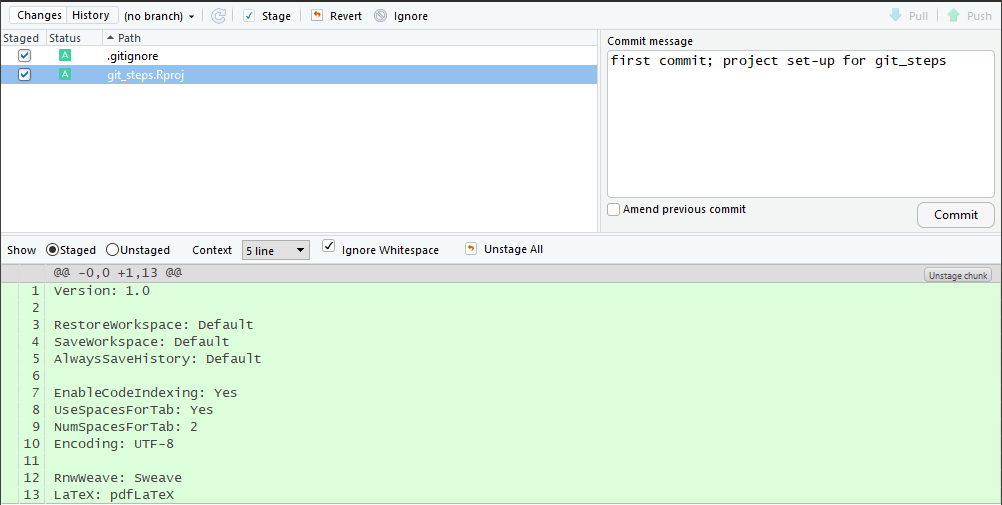 Changes History (no branch) Stage Revert Ignore Pull Push
Staged Status Path
A .gitignore
A git_steps.Rproj
Commit message
first commit; project set-up for git_steps
Amend previous commit
Commit
Show Staged Unstaged Context 5 line Ignore Whitespace Unstage All
@@ -0,0 +1,13 @@ Unstage chunk
1 Version: 1.0
2
3 RestoreWorkspace: Default
4 SaveWorkspace: Default
5 AlwaysSaveHistory: Default
6
7 EnableCodeIndexing: Yes
8 UseSpacesForTab: Yes
9 NumSpacesForTab: 2
10 Encoding: UTF-8
11
12 RnwWeave: Sweave
13 LaTeX: pdfLaTeX